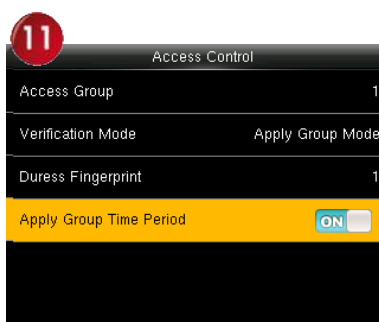 11
Access Control
Access Group 1
Verification Mode Apply Group Mode
Duress Fingerprint 1
Apply Group Time Period ON